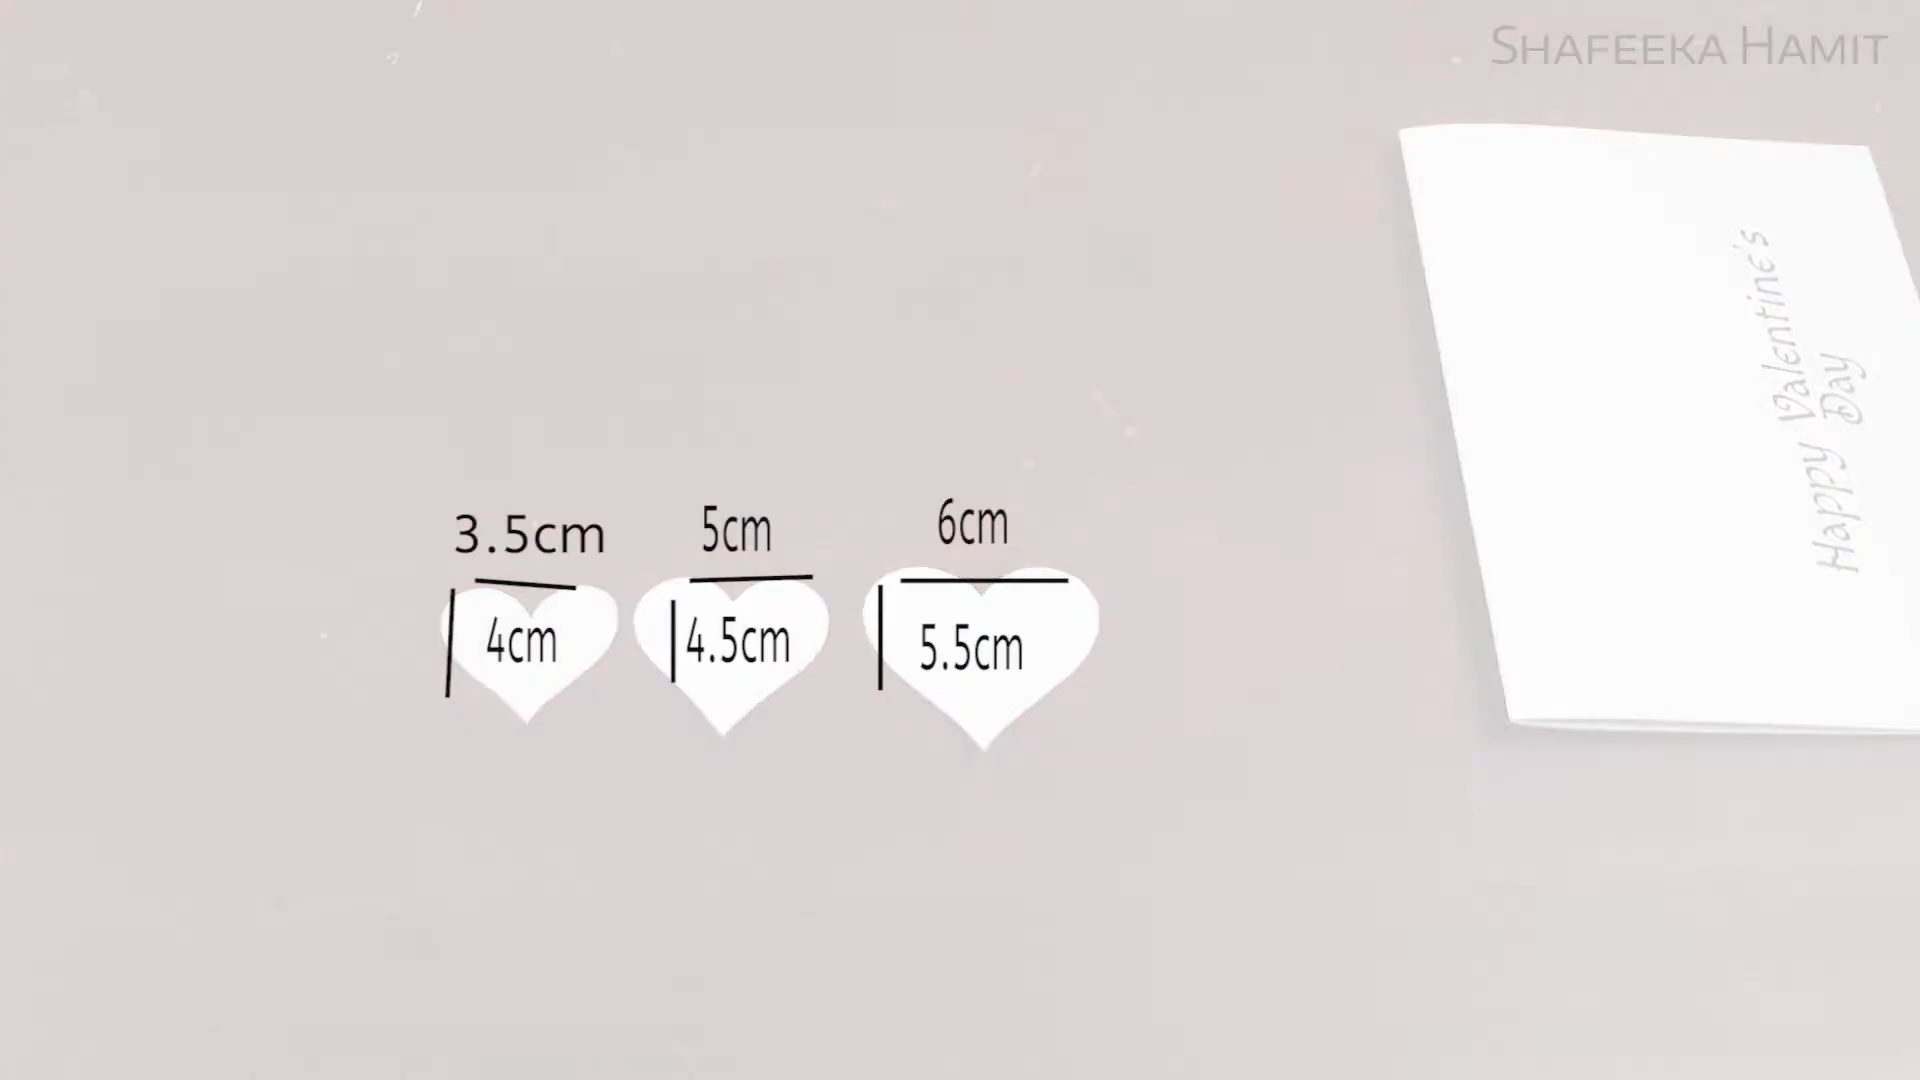 SHAFEEKA HAMIT
Happy Valentine's
Day
3.5cm
5cm
6cm
4cm
4.5cm
5.5cm